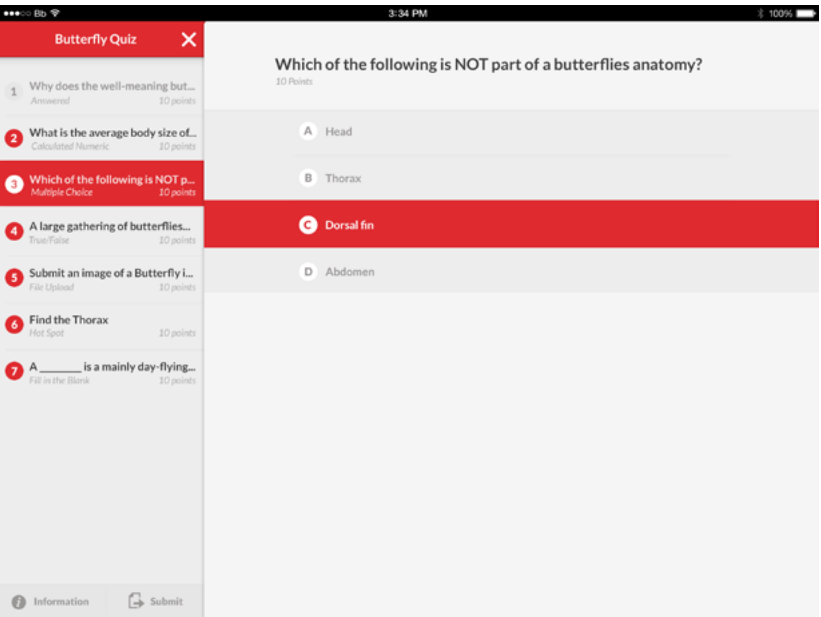 Bb
3:34 PM
100%
Butterfly Quiz
1
Why does the well-meaning but...
Answered 10 points
2
What is the average body size of...
Calculated Numeric 10 points
3
Which of the following is NOT p...
Multiple Choice 10 points
4
A large gathering of butterflies...
True/False 10 points
5
Submit an image of a Butterfly i...
File Upload 10 points
6
Find the Thorax
Hot Spot 10 points
7
A _______ is a mainly day-flying...
Fill in the Blank 10 points
Information
Submit
Which of the following is NOT part of a butterflies anatomy?
10 Points
A Head
B Thorax
C Dorsal fin
D Abdomen